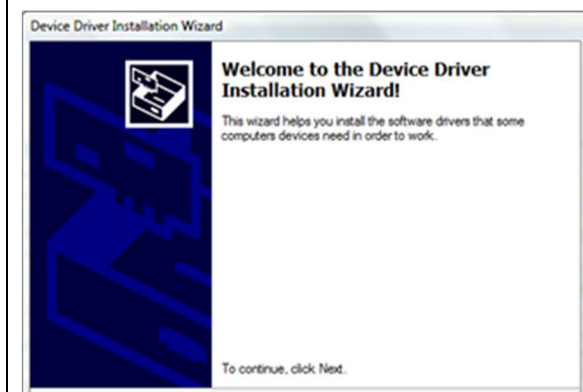 Device Driver Installation Wizard
Welcome to the Device Driver
Installation Wizard!
This wizard helps you install the software drivers that some
computers devices need in order to work.
To continue, click Next.